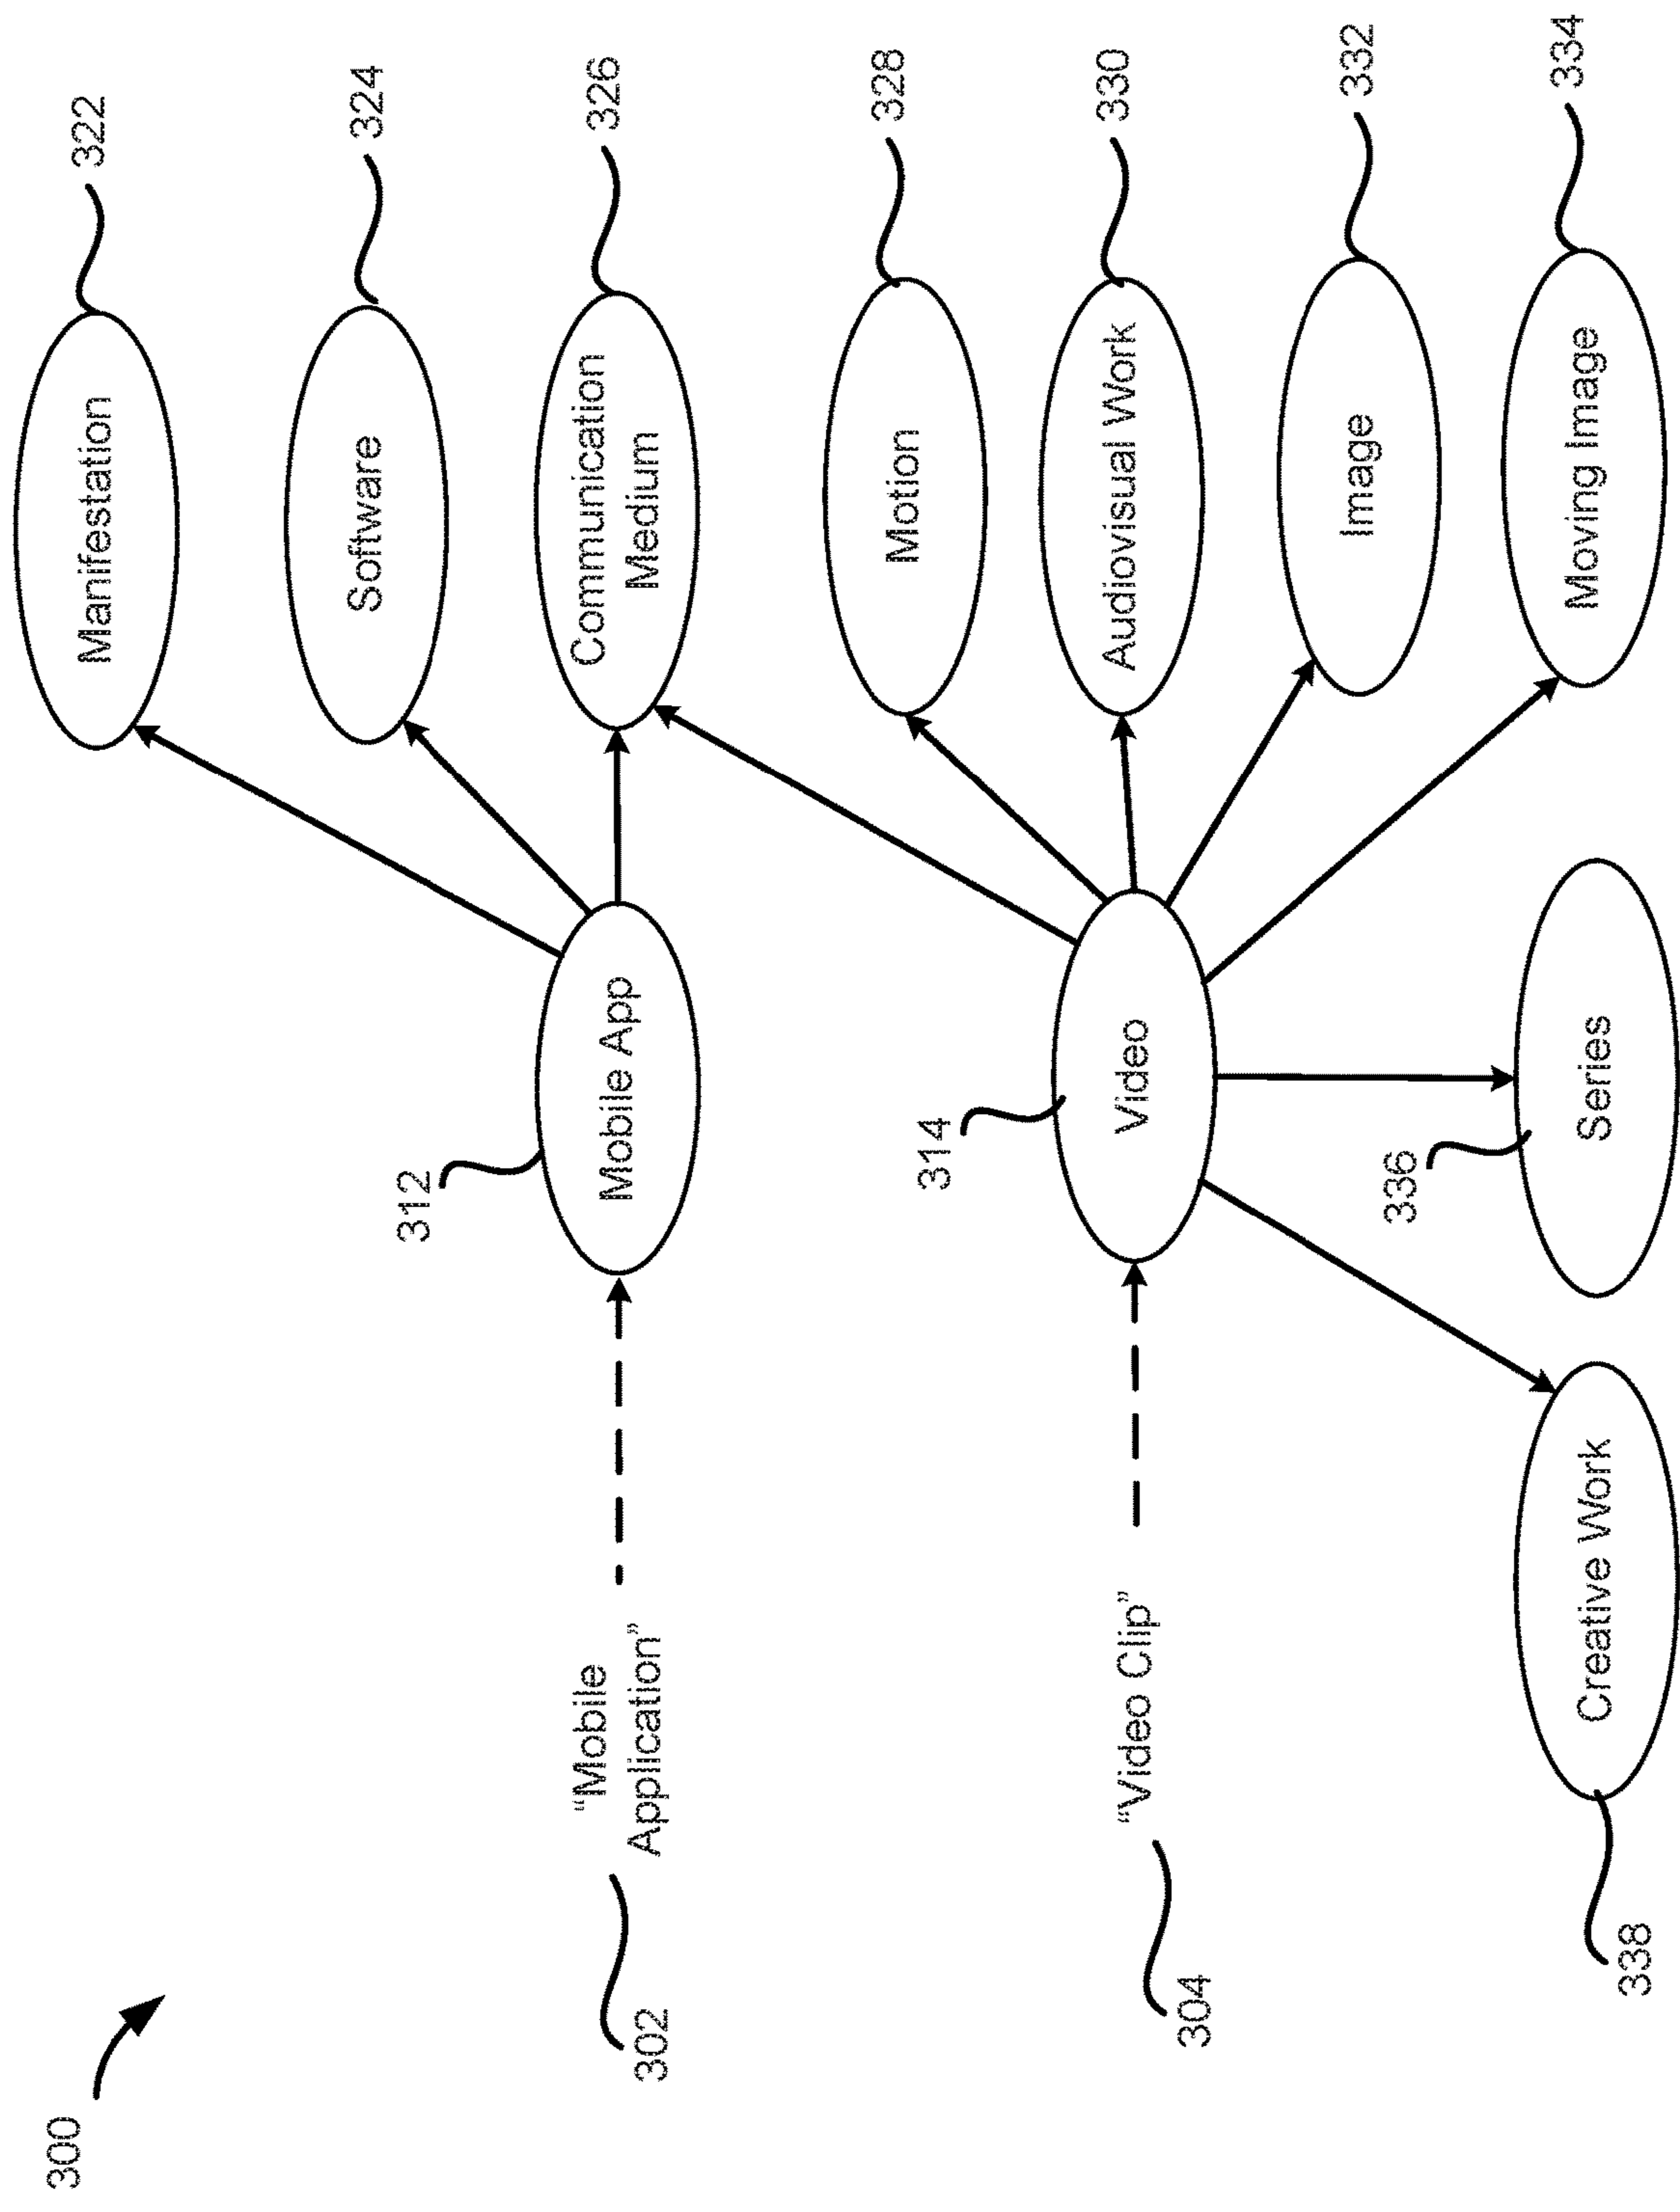 300
302
"Mobile
Application"
312
Mobile App
Manifestation
322
Software
324
Communication
Medium
326
304
“Video Clip”
314
Video
Motion
328
Audiovisual Work
330
Image
332
Moving Image
334
336
Series
338
Creative Work